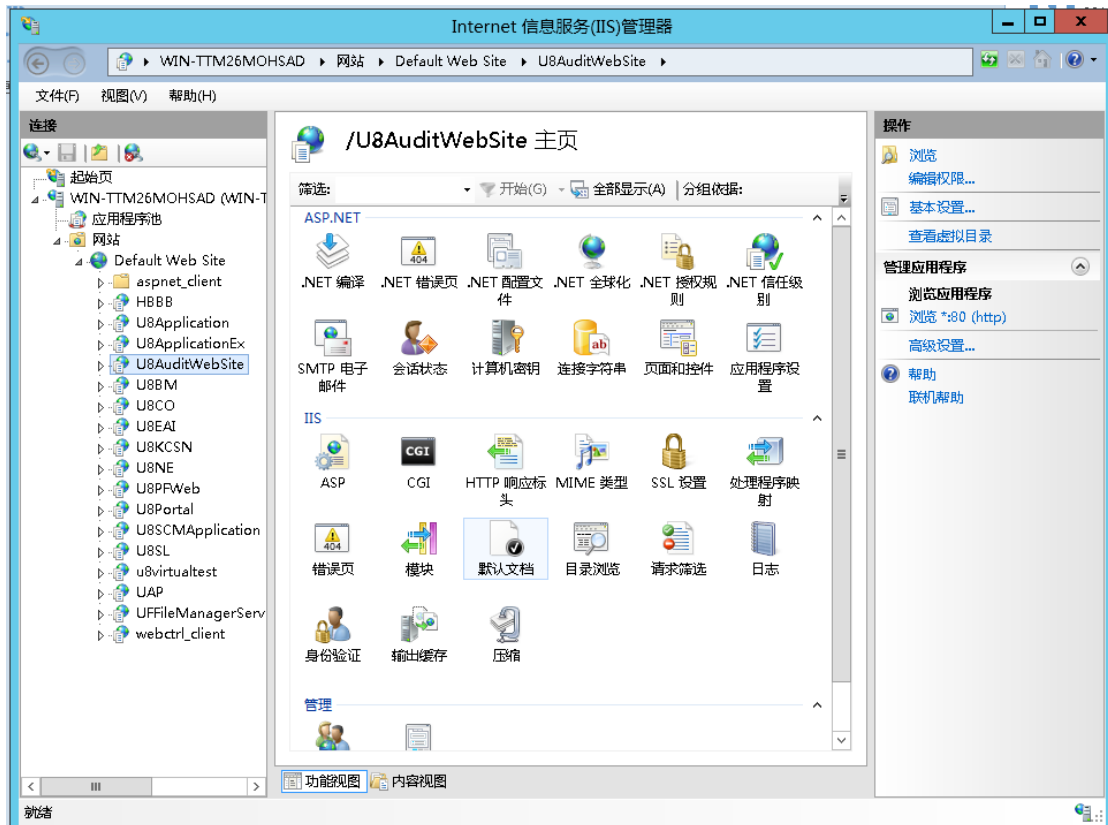 Internet 信息服务(IIS)管理器
WIN-TTM26MOHSAD 网站 Default Web Site U8AuditWebSite
文件(F) 视图(V) 帮助(H)
连接
起始页
WIN-TTM26MOHSAD (WIN-T
应用程序池
网站
Default Web Site
aspnet_client
HBBB
U8Application
U8ApplicationEx
U8AuditWebSite
U8BM
U8CO
U8EAI
U8KCSN
U8NE
U8PFWeb
U8Portal
U8SCMApplication
U8SL
u8virtualtest
UAP
UFFileManagerServ
webctrl_client
/U8AuditWebSite 主页
筛选: 开始(G) 全部显示(A) 分组依据:
ASP.NET
404
.NET 编译 .NET 错误页 .NET 配置文件 .NET 全球化 .NET 授权规则 .NET 信任级别
ab
SMTP 电子邮件 会话状态 计算机密钥 连接字符串 页面和控件 应用程序设置
IIS
CGI
ASP CGI HTTP 响应标头 MIME 类型 SSL 设置 处理程序映射
404
错误页 模块 默认文档 目录浏览 请求筛选 日志
身份验证 输出缓存 压缩
管理
功能视图 内容视图
操作
浏览
编辑权限...
基本设置...
查看虚拟目录
管理应用程序
浏览应用程序
浏览 *:80 (http)
高级设置...
帮助
联机帮助
就绪